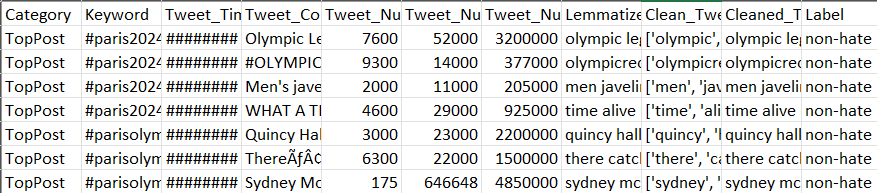 Category Keyword Tweet_Tin Tweet_Co Tweet_Nu Tweet_Nu Tweet_Nu Lemmatize Clean_Twe Cleaned_T Label
TopPost #paris2024 ######## Olympic Le 7600 52000 3200000 olympic leg ['olympic', olympic leg non-hate
TopPost #paris2024 ######## #OLYMPIC 9300 14000 377000 olympicrec ['olympicre olympicrec non-hate
TopPost #paris2024 ######## Men's jave 2000 11000 205000 men javelin ['men', 'jav men javelin non-hate
TopPost #paris2024 ######## WHAT A TI 4600 29000 925000 time alive ['time', 'ali time alive non-hate
TopPost #parisolym ######## Quincy Hal 3000 23000 2200000 quincy hall ['quincy', 'h quincy hall non-hate
TopPost #parisolym ######## ThereÃƒÂ¢ 6300 22000 1500000 there catch ['there', 'ca there catch non-hate
TopPost #parisolym ######## Sydney Mc 175 646648 4850000 sydney mc ['sydney', ' sydney mc non-hate